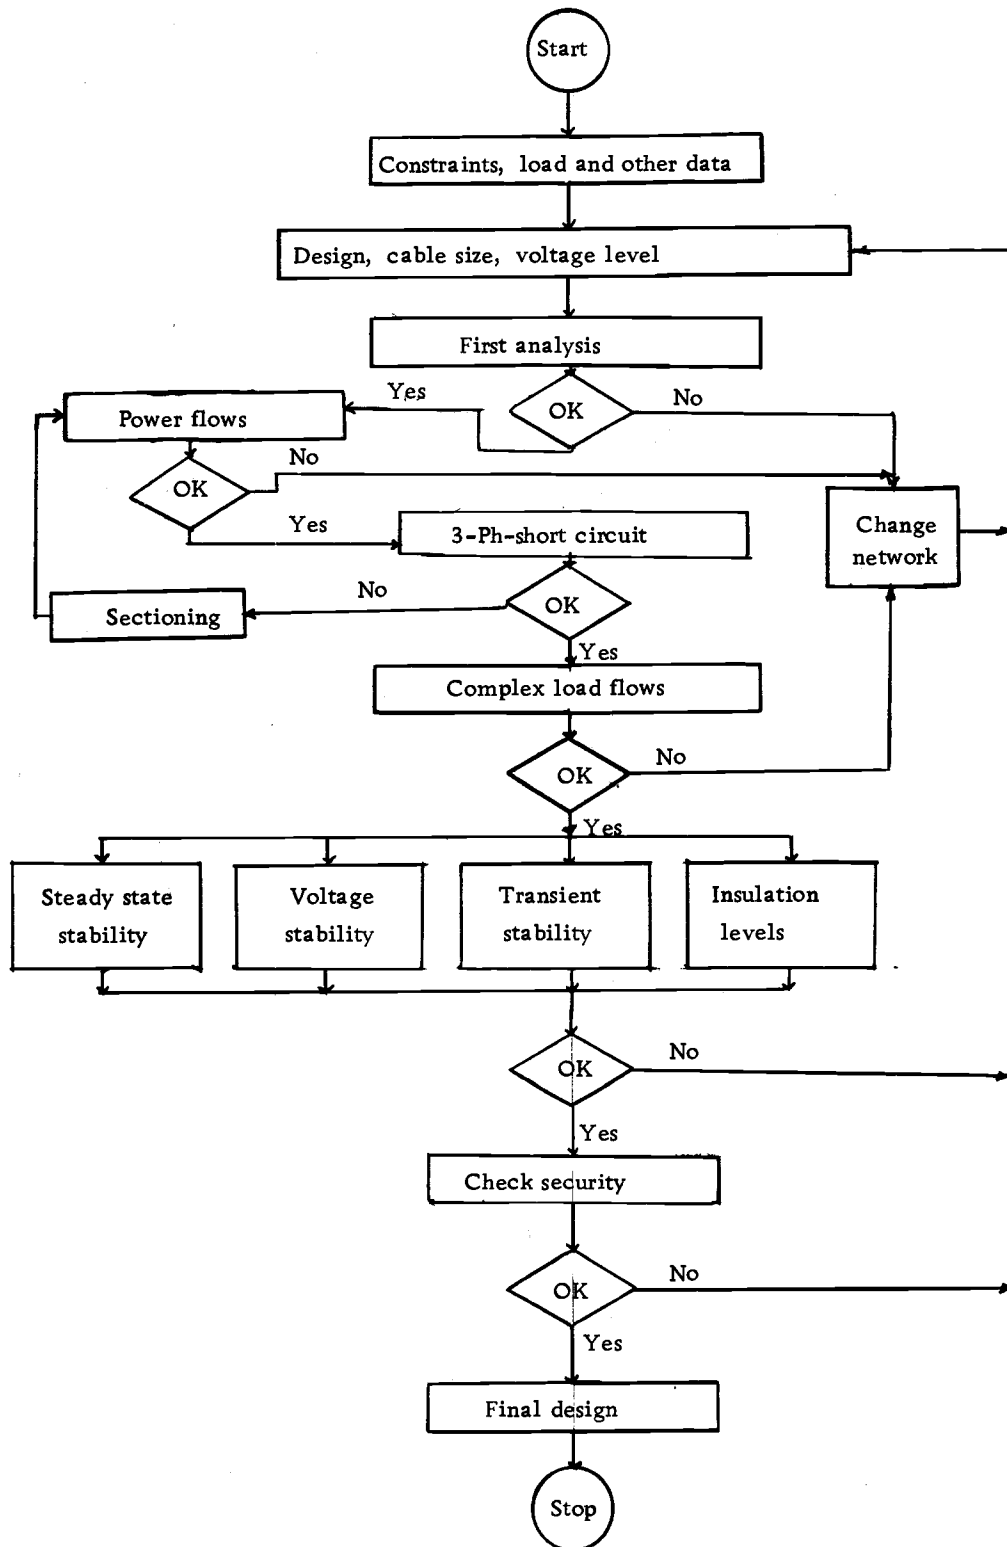 Start
Constraints, load and other data
Design, cable size, voltage level
First analysis
Yes
OK
No
Power flows
OK
No
Yes
3-Ph-short circuit
Change
network
No
OK
Sectioning
Yes
Complex load flows
OK
No
Yes
Steady state
stability
Voltage
stability
Transient
stability
Insulation
levels
OK
No
Yes
Check security
OK
No
Yes
Final design
Stop